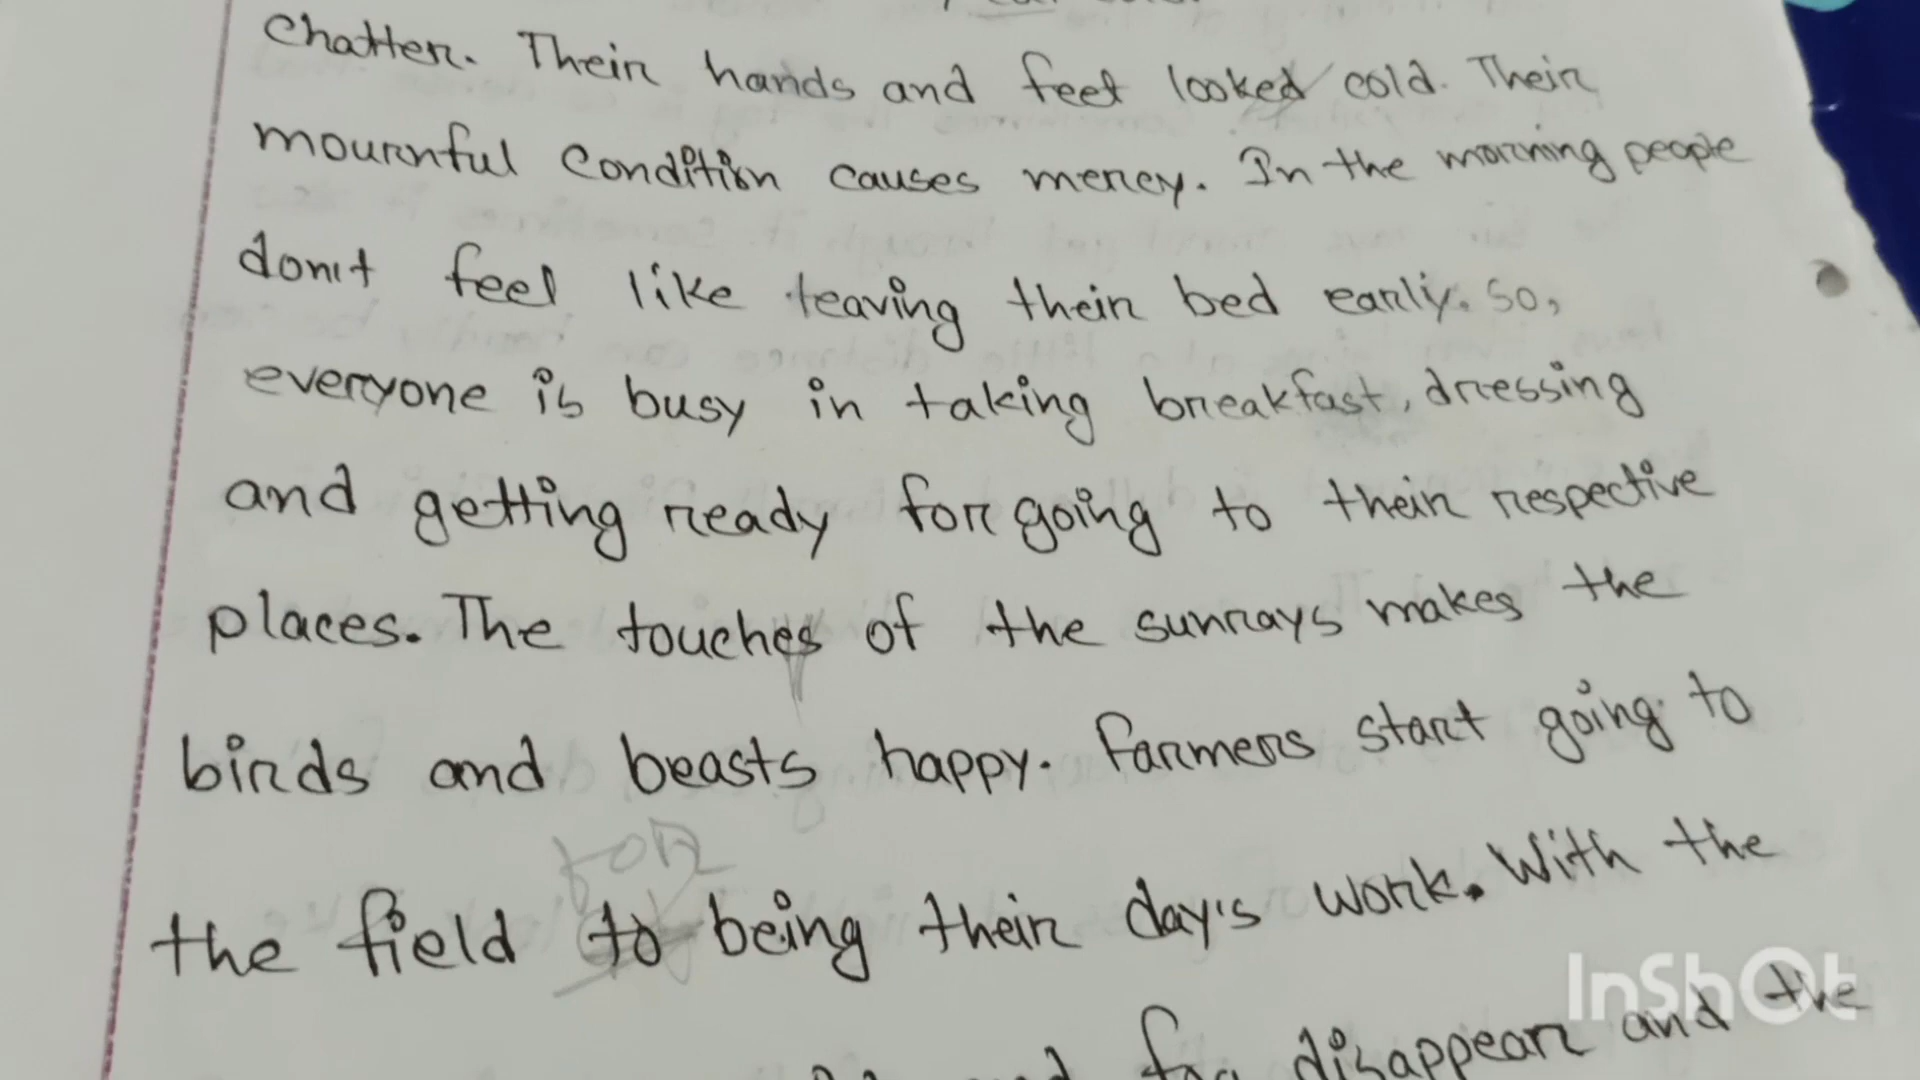 Chatter. Their hands and feet looked cold. Their
mournful Condition causes mercy. In the morning people
don't feel like leaving their bed early. So,
everyone is busy in taking breakfast, dressing
and getting ready for going to their respective
places. The touches of the sunrays makes the
birds and beasts happy. Farmers start going to
for
the field to being their day's work. With the
disappear and the
InShOt